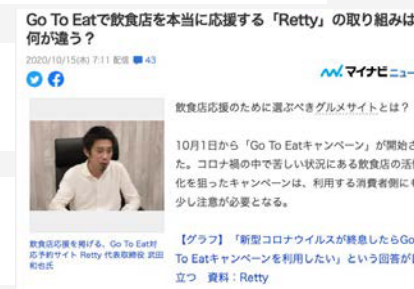 Go To Eatで飲食店を本当に応援する「Retty」の取り組みは
何が違う？
2020/10/15(木) 7:11 配信 43
マイナビニュー
飲食店応援のために選ぶべきグルメサイトとは？
10月1日から「Go To Eatキャンペーン」が開始さ
た。コロナ禍の中で苦しい状況にある飲食店の活
化を狙ったキャンペーンは、利用する消費者側にも
少し注意が必要となる。
飲食店応援を掲げる、Go To Eat対
応予約サイト Retty 代表取締役 武田
和也氏
【グラフ】「新型コロナウイルスが終息したらGo
To Eatキャンペーンを利用したい」という回答が
立つ 資料：Retty